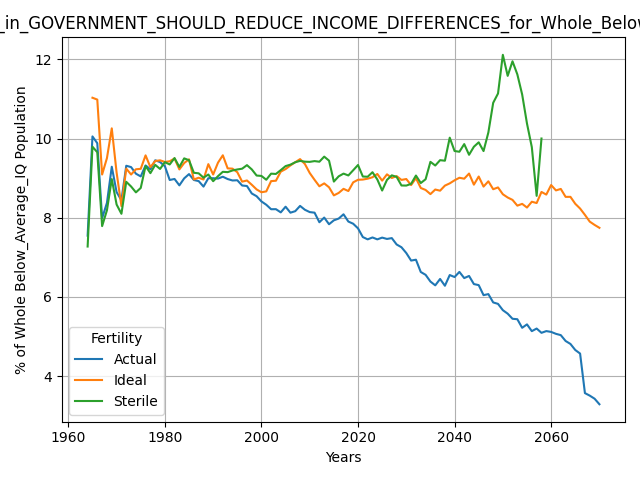 _in_GOVERNMENT_SHOULD_REDUCE_INCOME_DIFFERENCES_for_Whole_Below
% of Whole Below_Average_IQ Population
12
10
8
6
4
Fertility
Actual
Ideal
Sterile
1960 1980 2000 2020 2040 2060
Years